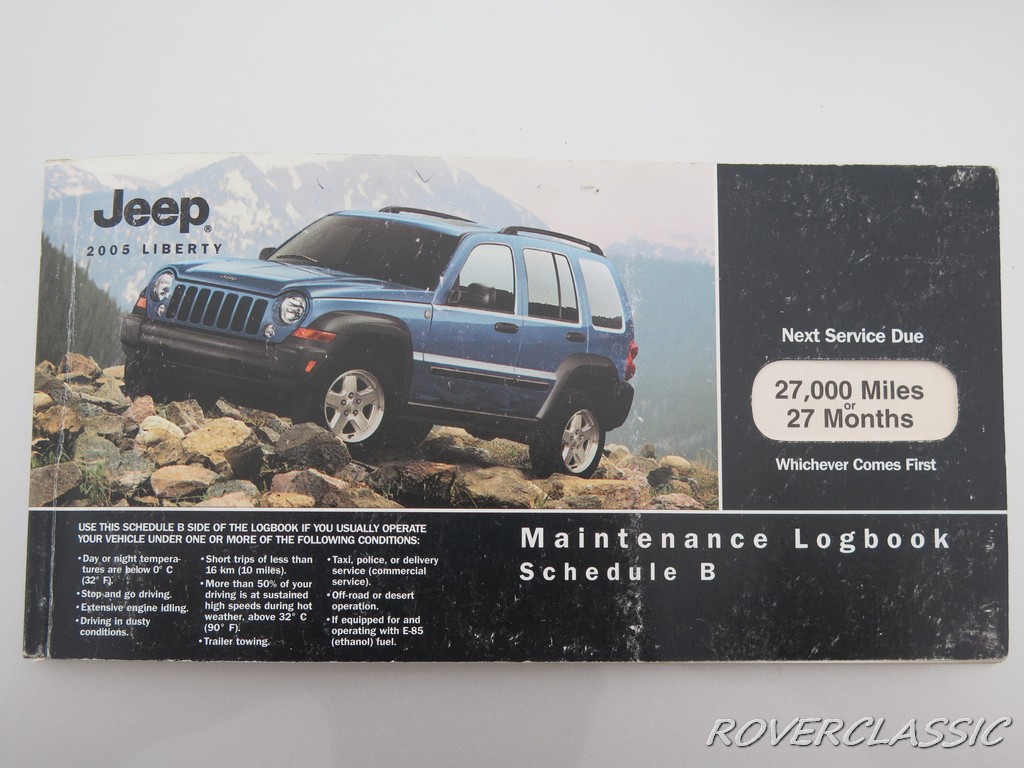 Jeep®
2005 LIBERTY
Next Service Due
27,000 Miles
or
27 Months
Whichever Comes First
USE THIS SCHEDULE B SIDE OF THE LOGBOOK IF YOU USUALLY OPERATE
YOUR VEHICLE UNDER ONE OR MORE OF THE FOLLOWING CONDITIONS:
•Day or night tempera-
tures are below 0° C
(32° F).
•Stop and go driving.
•Extensive engine idling.
•Driving in dusty
conditions.
•Short trips of less than
16 km (10 miles).
•More than 50% of your
driving is at sustained
high speeds during hot
weather, above 32° C
(90° F).
•Trailer towing.
•Taxi, police, or delivery
service (commercial
service).
•Off-road or desert
operation.
•If equipped for and
operating with E-85
(ethanol) fuel.
Maintenance Logbook
Schedule B
ROVERCLASSIC